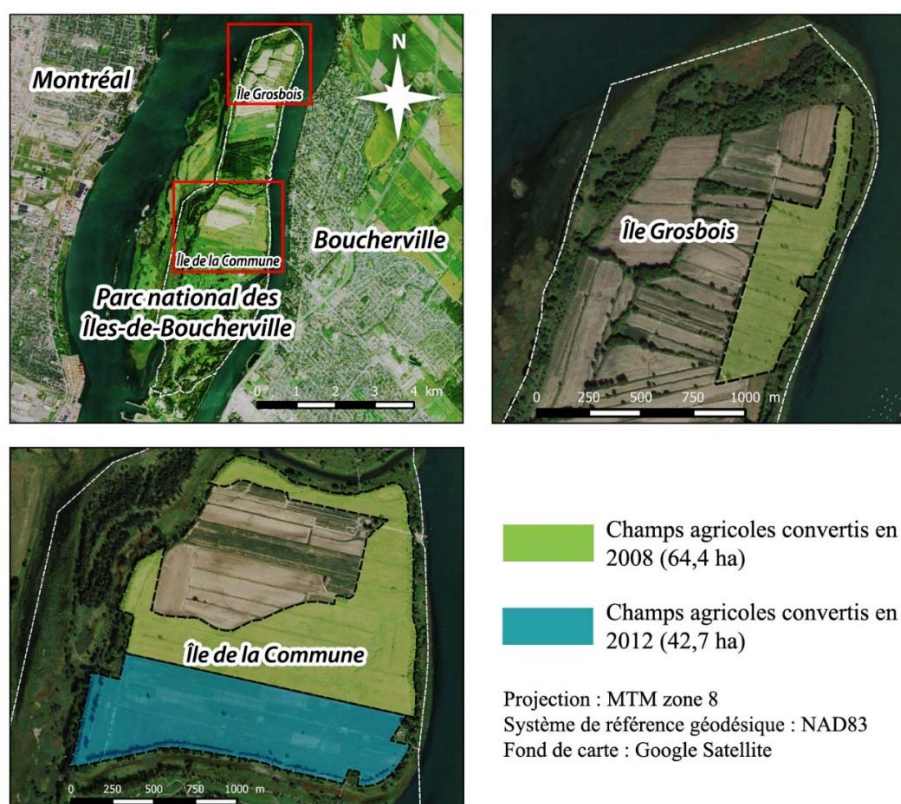 Montréal
N
Île Grosbois
Île de la Commune
Boucherville
Parc national des
Îles-de-Boucherville
0 1 2 3 4 km
Île Grosbois
0 250 500 750 1000 m
Île de la Commune
0 250 500 750 1000 m
Champs agricoles convertis en
2008 (64,4 ha)
Champs agricoles convertis en
2012 (42,7 ha)
Projection : MTM zone 8
Système de référence géodésique : NAD83
Fond de carte : Google Satellite